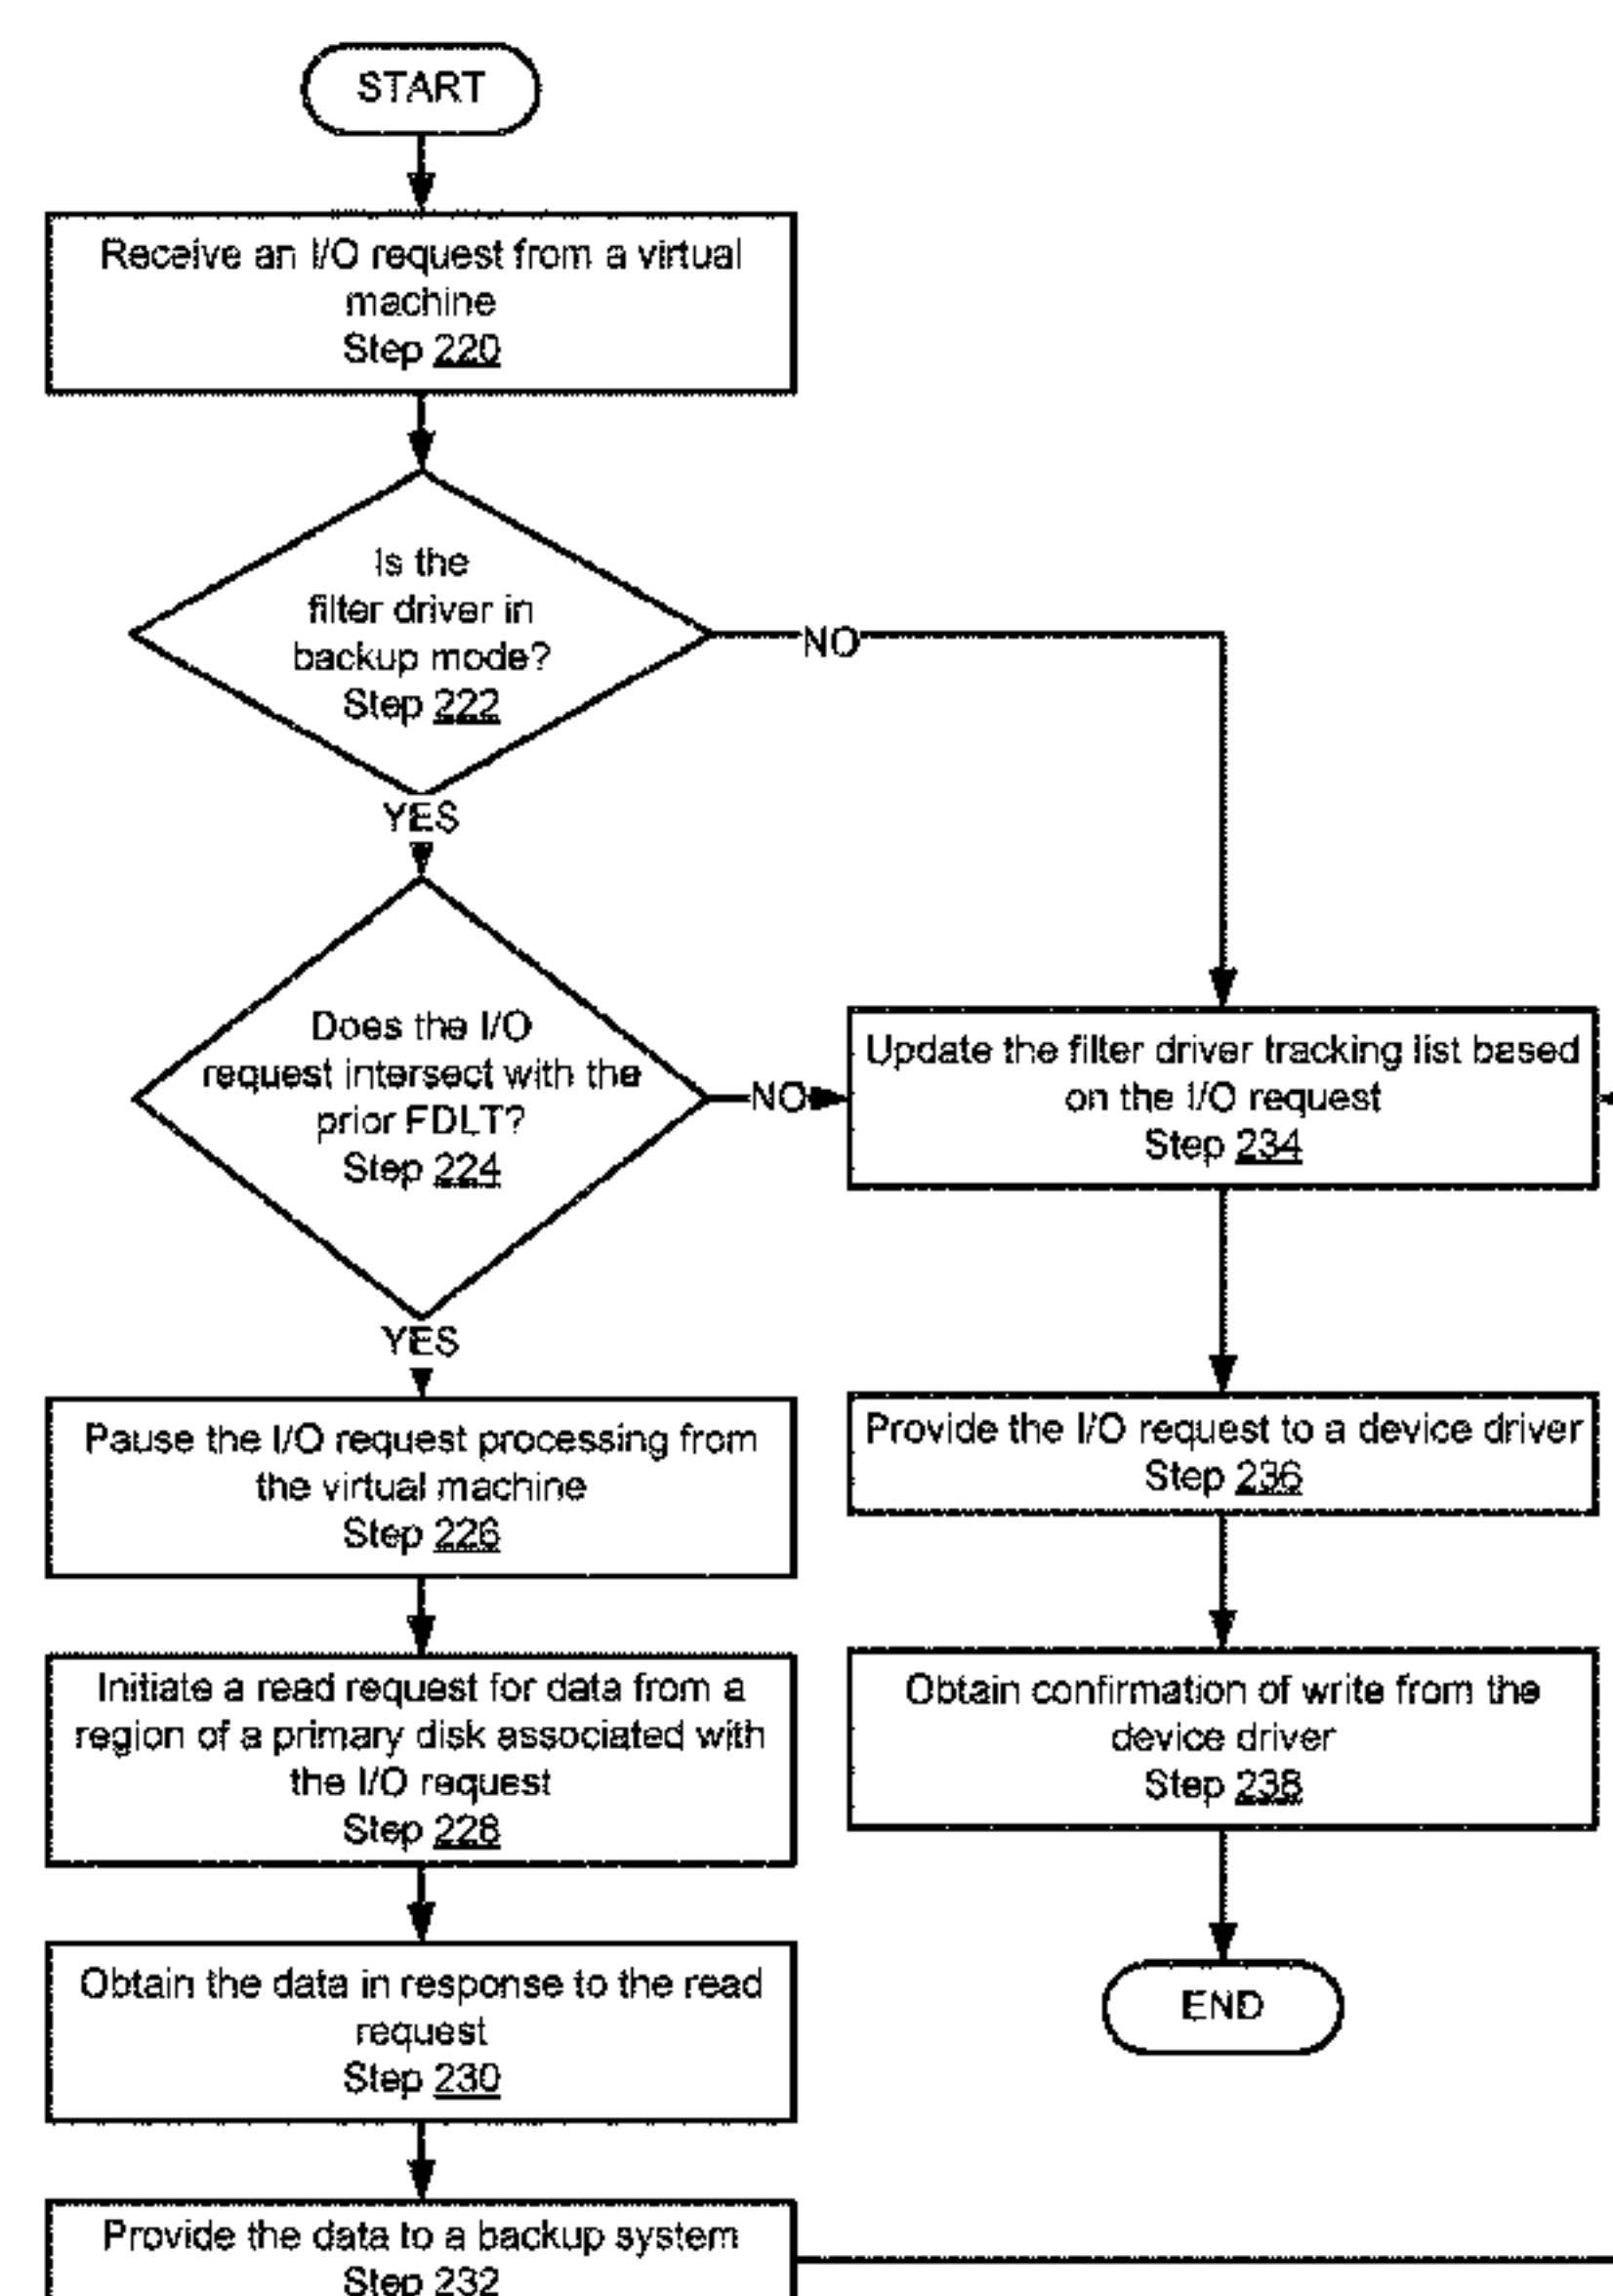 START
Receive an I/O request from a virtual
machine
Step 220
Is the
filter driver in
backup mode?
Step 222
NO
YES
Does the I/O
request intersect with the
prior FDLT?
Step 224
NO
YES
Pause the I/O request processing from
the virtual machine
Step 226
Initiate a read request for data from a
region of a primary disk associated with
the I/O request
Step 228
Obtain the data in response to the read
request
Step 230
Provide the data to a backup system
Step 232
Update the filter driver tracking list based
on the I/O request
Step 234
Provide the I/O request to a device driver
Step 236
Obtain confirmation of write from the
device driver
Step 238
END